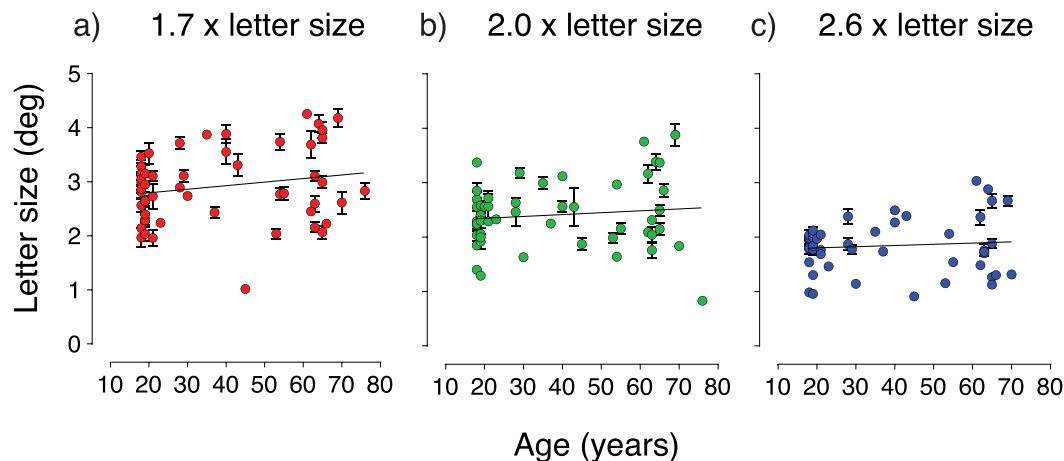 a) 1.7 x letter size
b) 2.0 x letter size
c) 2.6 x letter size
Letter size (deg)
5
4
3
2
1
0
10 20 30 40 50 60 70 80
10 20 30 40 50 60 70 80
10 20 30 40 50 60 70 80
Age (years)